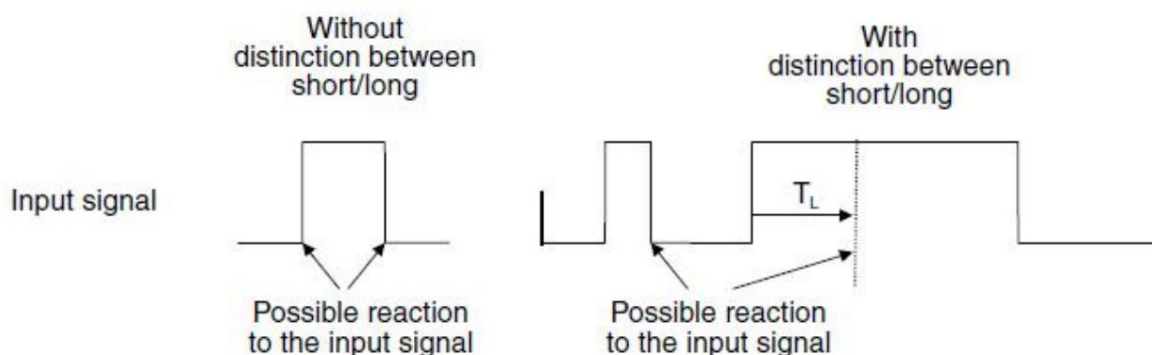 Without
distinction between
short/long
With
distinction between
short/long
Input signal
T_L
Possible reaction
to the input signal
Possible reaction
to the input signal